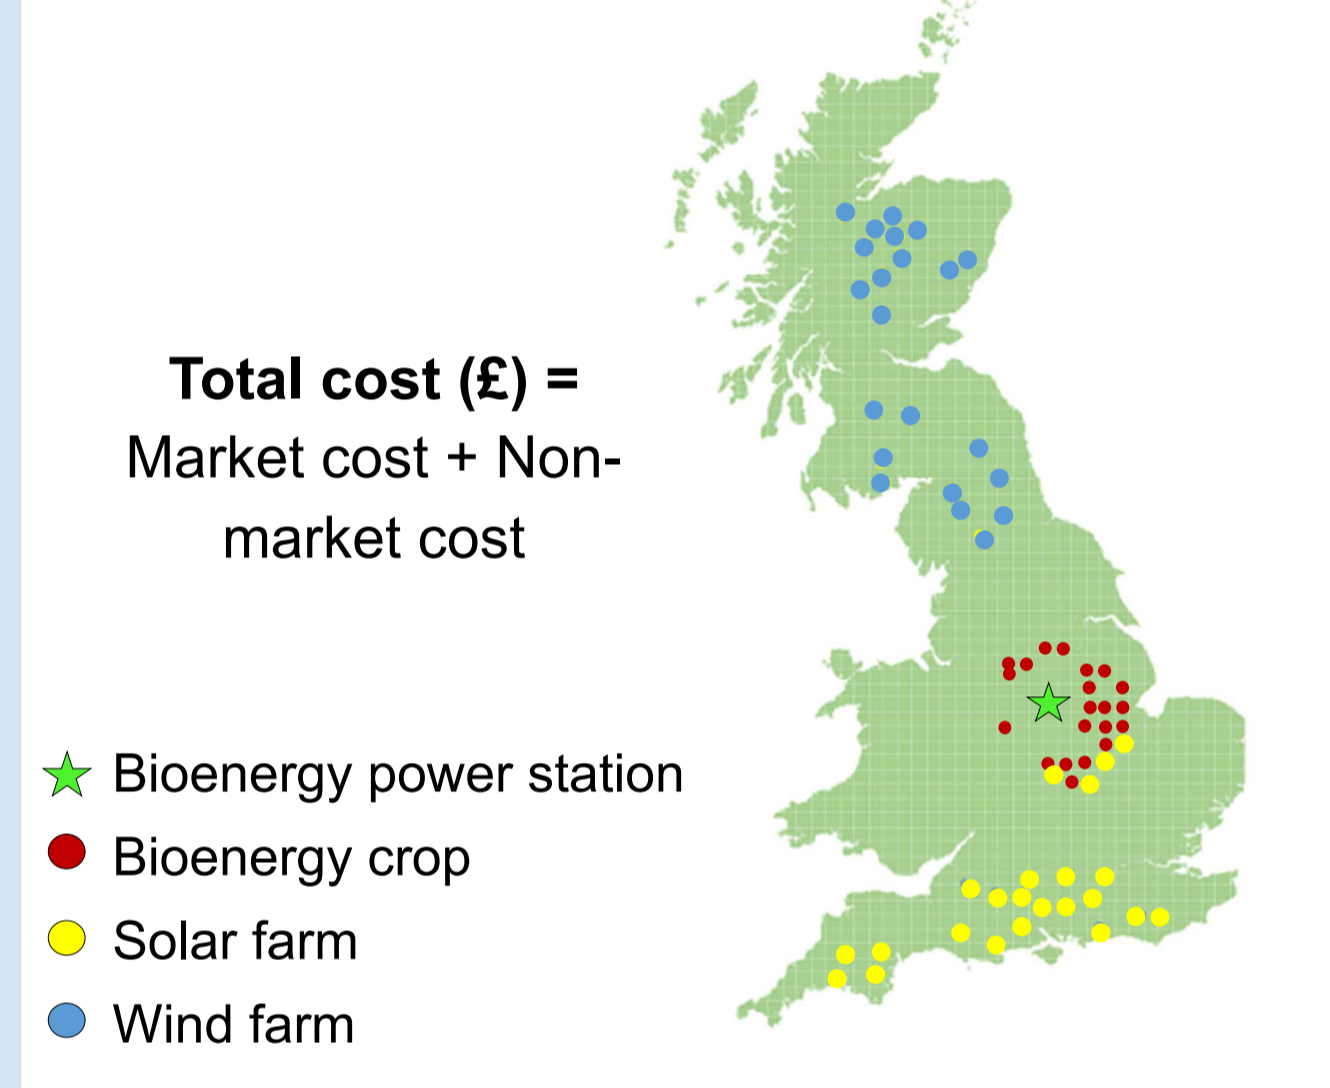 Total cost (£) =
Market cost + Non-
market cost
Bioenergy power station
Bioenergy crop
Solar farm
Wind farm